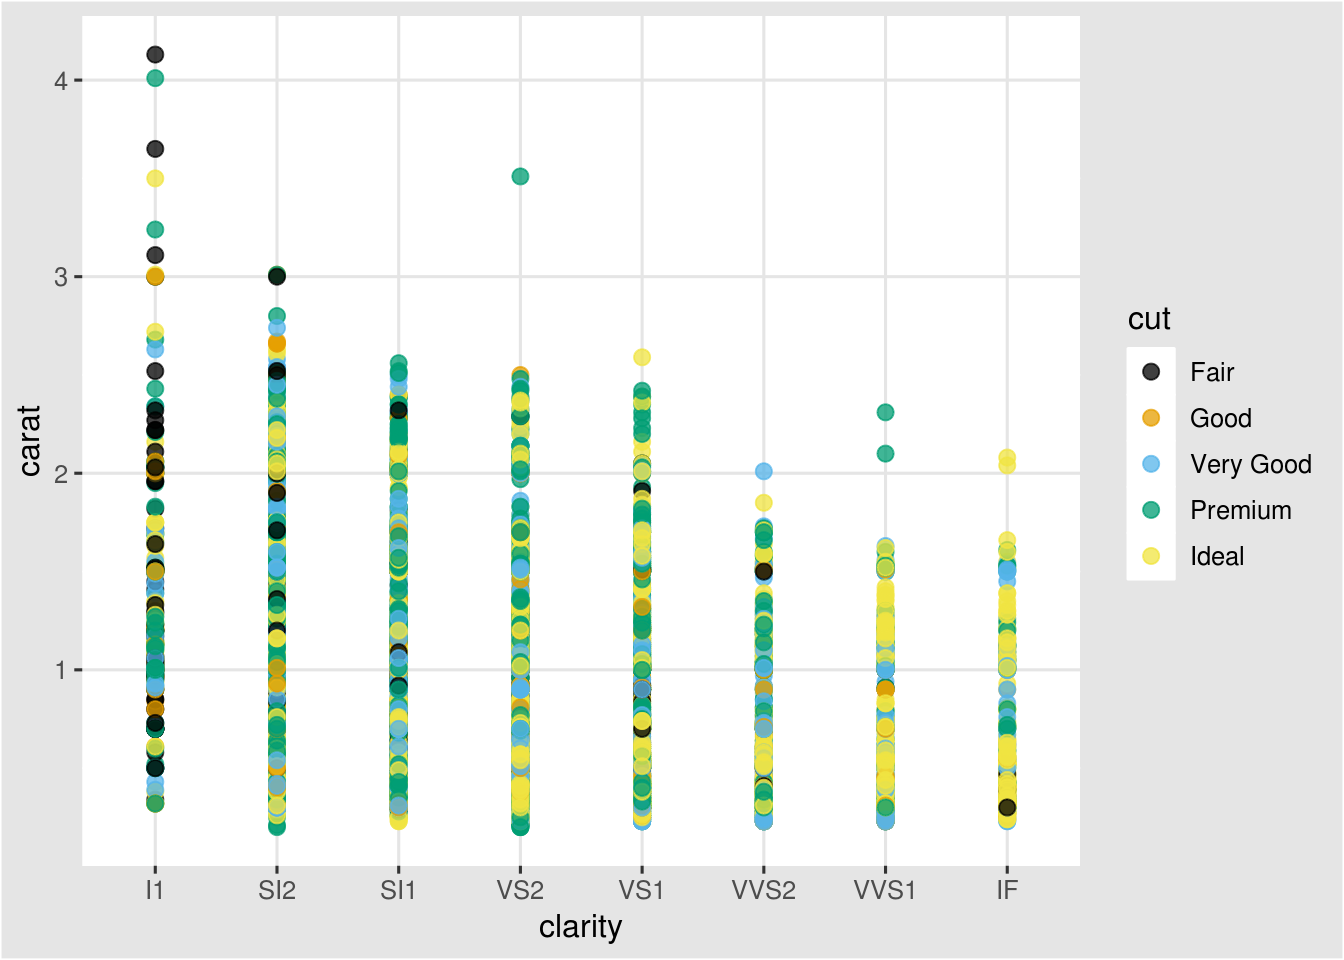 4
3
2
1
carat
I1 SI2 SI1 VS2 VS1 VVS2 VVS1 IF
clarity
cut
Fair
Good
Very Good
Premium
Ideal